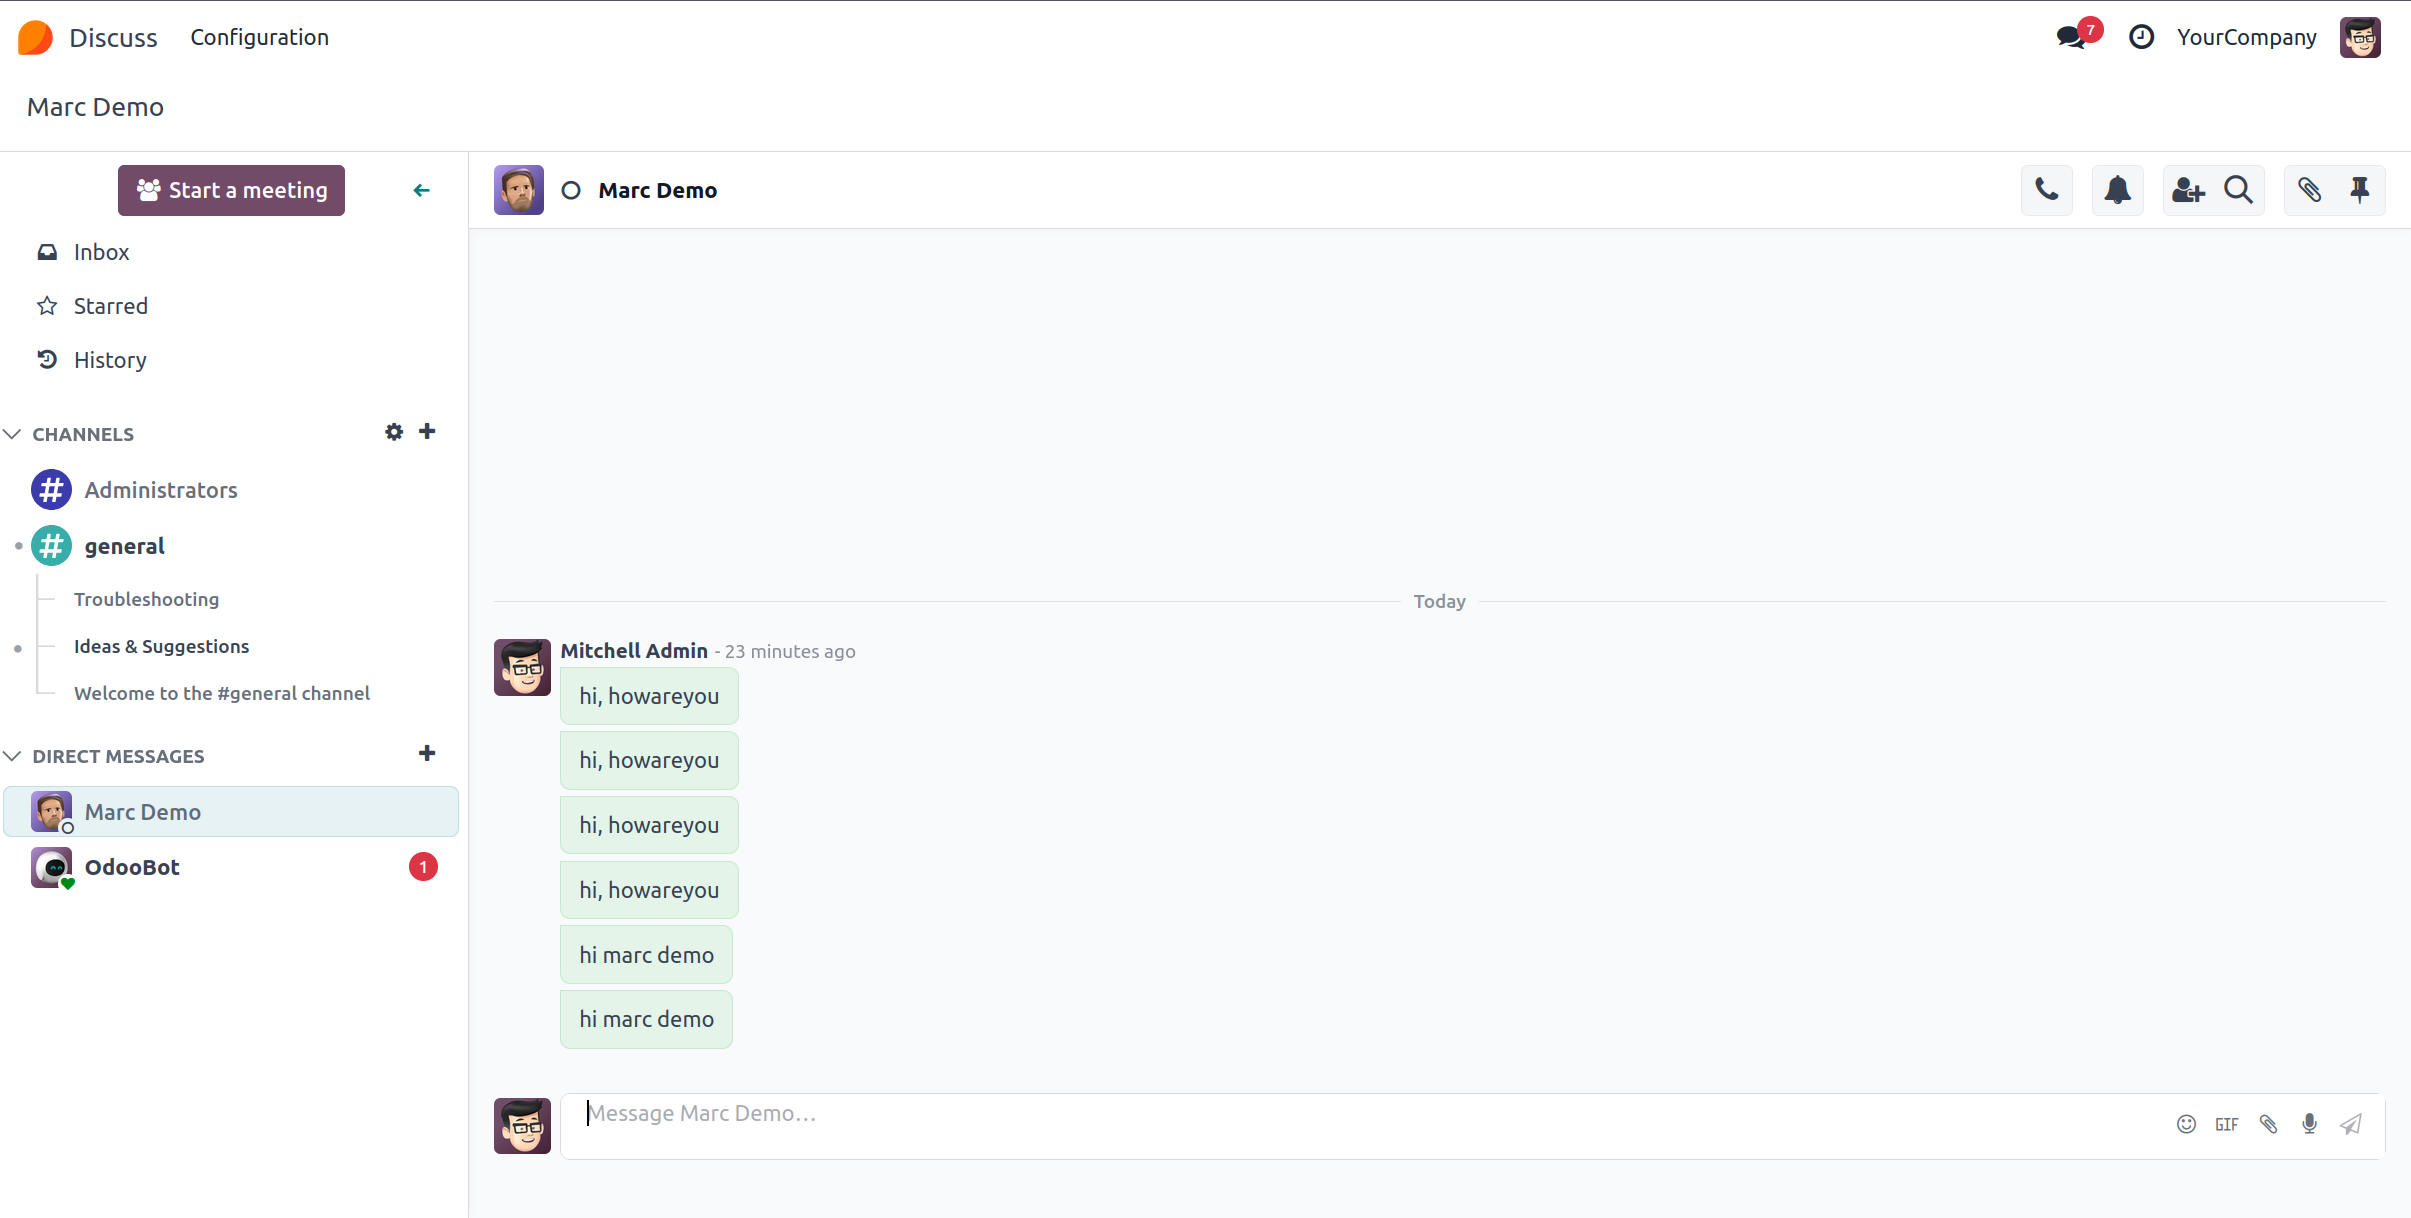 Discuss Configuration 7 YourCompany
Marc Demo
Start a meeting
Inbox
Starred
History
CHANNELS
Administrators
general
Troubleshooting
Ideas & Suggestions
Welcome to the #general channel
DIRECT MESSAGES
Marc Demo
OdooBot 1
Marc Demo
Today
Mitchell Admin - 23 minutes ago
hi, howareyou
hi, howareyou
hi, howareyou
hi, howareyou
hi marc demo
hi marc demo
Message Marc Demo…
GIF